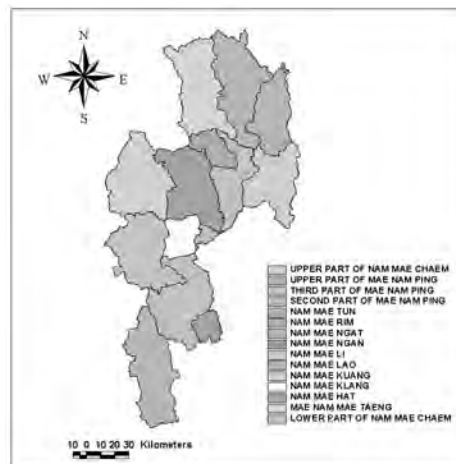 N
W E
S
UPPER PART OF NAM MAE CHAEM
UPPER PART OF MAE NAM PING
THIRD PART OF MAE NAM PING
SECOND PART OF MAE NAM PING
NAM MAE TUN
NAM MAE RIM
NAM MAE NGAT
NAM MAE NGAN
NAM MAE LI
NAM MAE LAO
NAM MAE KUANG
NAM MAE KLANG
NAM MAE HAT
MAE NAM MAE TAENG
LOWER PART OF NAM MAE CHAEM
10 0 10 20 30 Kilometers